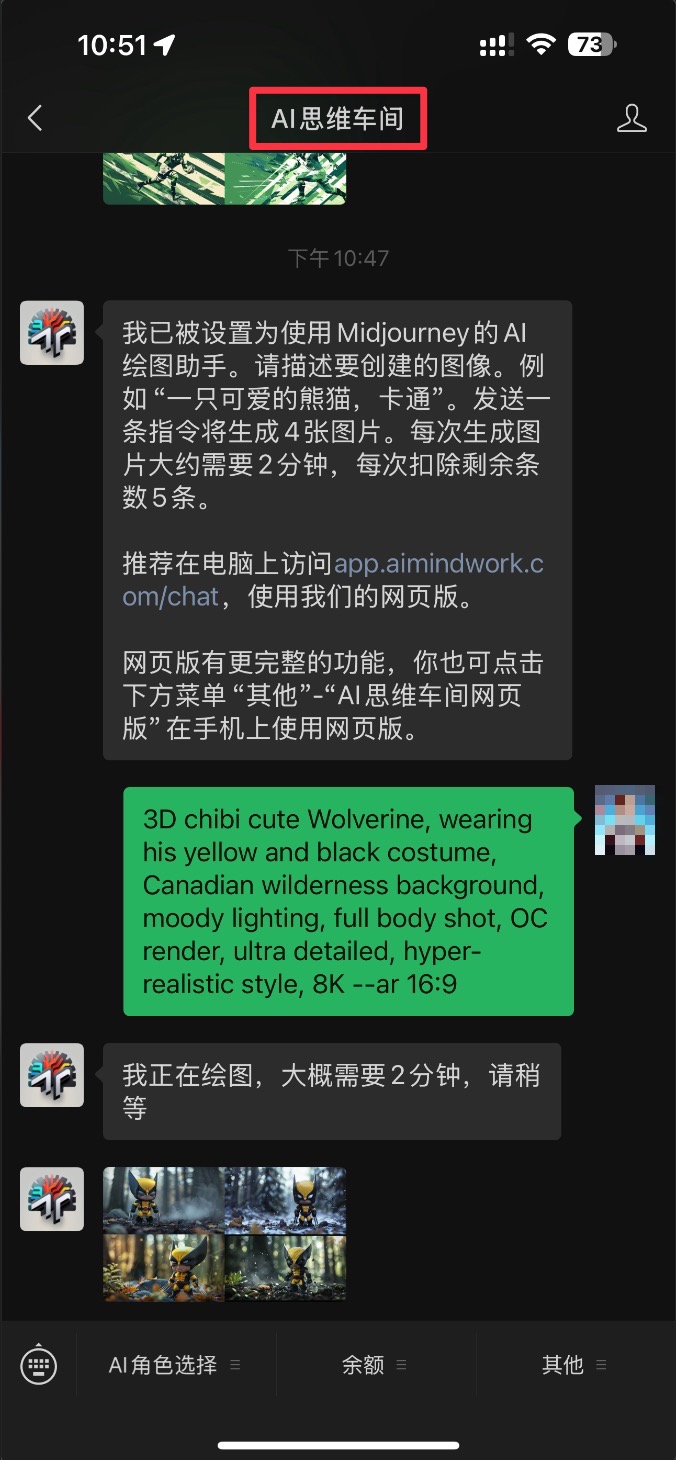 10:51
73
AI思维车间
下午10:47
我已被设置为使用Midjourney的AI
绘图助手。请描述要创建的图像。例
如“一只可爱的熊猫，卡通”。发送一
条指令将生成4张图片。每次生成图
片大约需要2分钟，每次扣除剩余条
数5条。
推荐在电脑上访问app.aimindwork.c
om/chat，使用我们的网页版。
网页版有更完整的功能，你也可点击
下方菜单“其他”-“AI思维车间网页
版”在手机上使用网页版。
3D chibi cute Wolverine, wearing
his yellow and black costume,
Canadian wilderness background,
moody lighting, full body shot, OC
render, ultra detailed, hyper-
realistic style, 8K --ar 16:9
我正在绘图，大概需要2分钟，请稍
等
AI角色选择
余额
其他